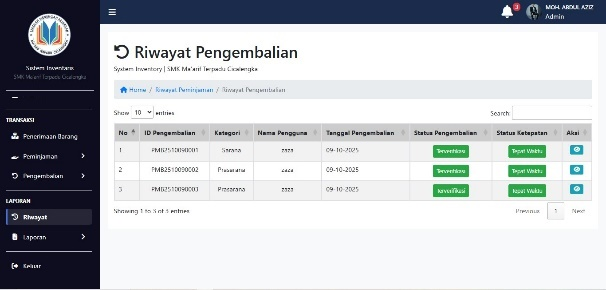 3
MOH. ABDUL AZIZ
Admin
Sistem Inventaris
SMK Ma'arif Terpadu Cicalengka
TRANSAKSI
Penerimaan Barang
Peminjaman
Pengembalian
LAPORAN
Riwayat
Laporan
Keluar
Riwayat Pengembalian
System Inventory | SMK Ma'arif Terpadu Cicalengka
Home / Riwayat Peminjaman / Riwayat Pengembalian
Show 10 entries Search:
No ID Pengembalian Kategori Nama Pengguna Tanggal Pengembalian Status Pengembalian Status Ketepatan Aksi
1 PMB2510090001 Sarana zaza 09-10-2025 Terverifikasi Tepat Waktu
2 PMB2510090002 Prasarana zaza 09-10-2025 Terverifikasi Tepat Waktu
3 PMB2510090003 Prasarana zaza 09-10-2025 Terverifikasi Tepat Waktu
Showing 1 to 3 of 3 entries Previous 1 Next